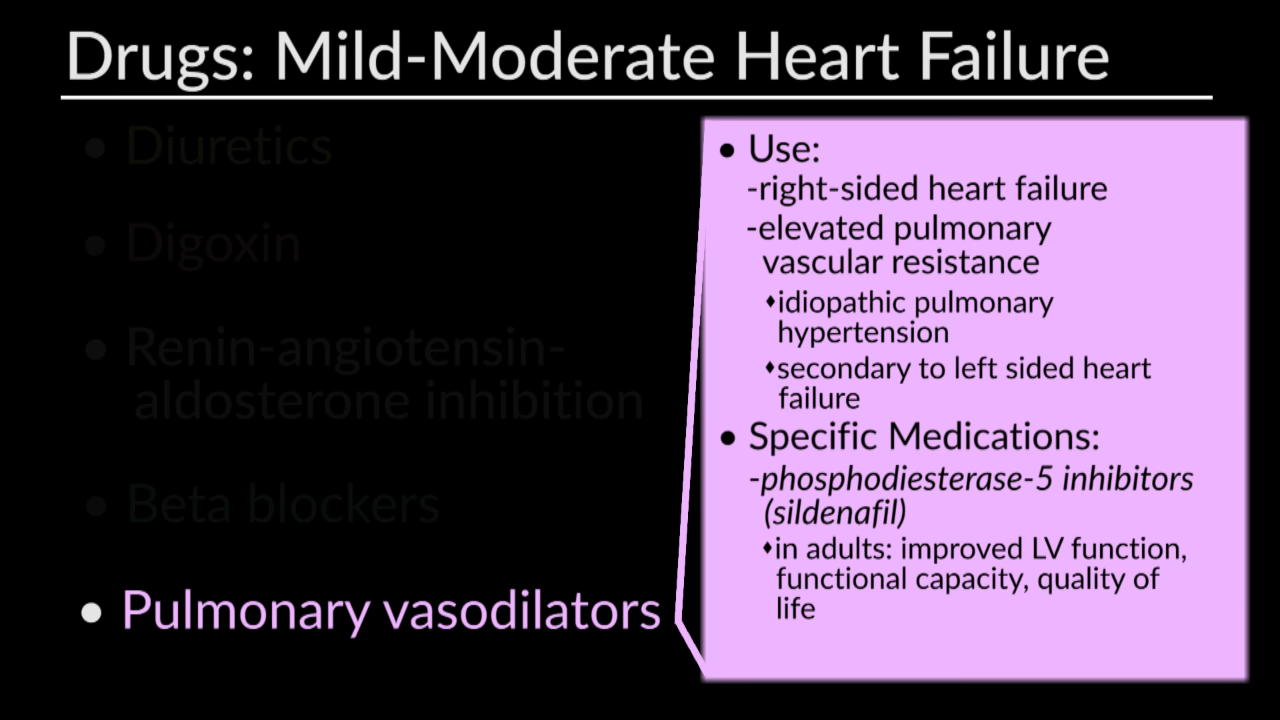 Drugs: Mild-Moderate Heart Failure
• Diuretics
• Digoxin
• Renin-angiotensin-
aldosterone inhibition
• Beta blockers
• Pulmonary vasodilators
• Use:
-right-sided heart failure
-elevated pulmonary
vascular resistance
♦idiopathic pulmonary
hypertension
♦secondary to left sided heart
failure
• Specific Medications:
-phosphodiesterase-5 inhibitors
(sildenafil)
♦in adults: improved LV function,
functional capacity, quality of
life